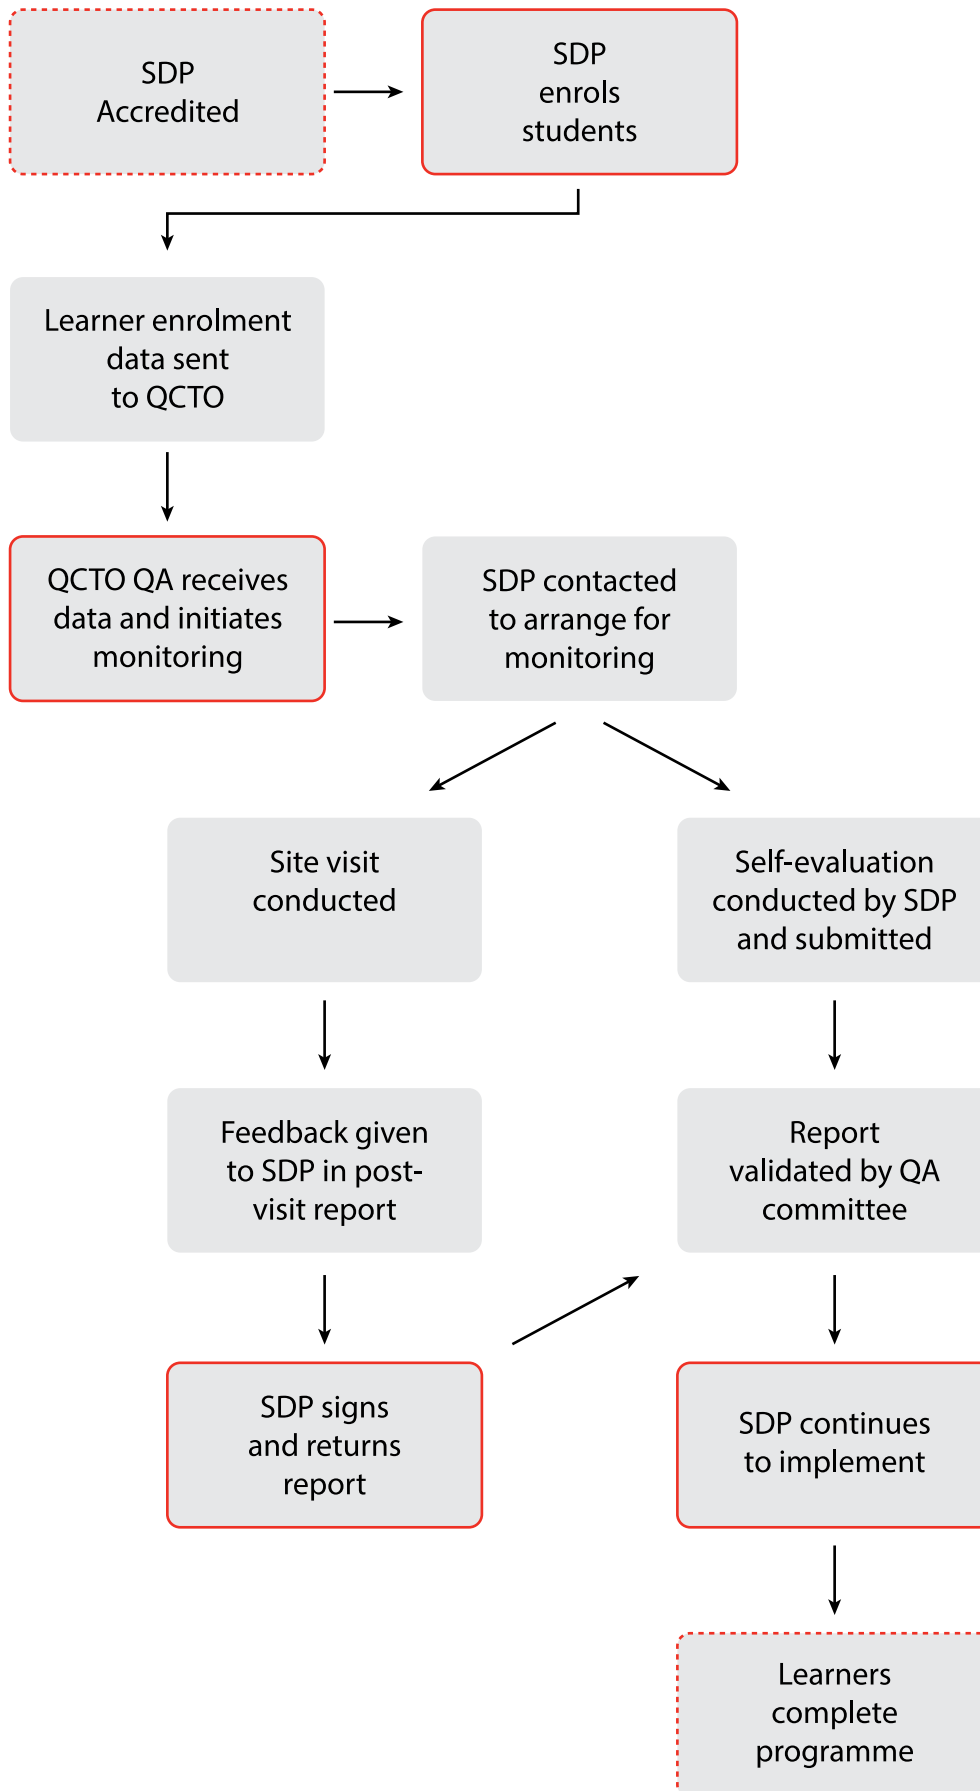 SDP
Accredited
SDP
enrols
students
Learner enrolment
data sent
to QCTO
QCTO QA receives
data and initiates
monitoring
SDP contacted
to arrange for
monitoring
Site visit
conducted
Self-evaluation
conducted by SDP
and submitted
Feedback given
to SDP in post-
visit report
Report
validated by QA
committee
SDP signs
and returns
report
SDP continues
to implement
Learners
complete
programme